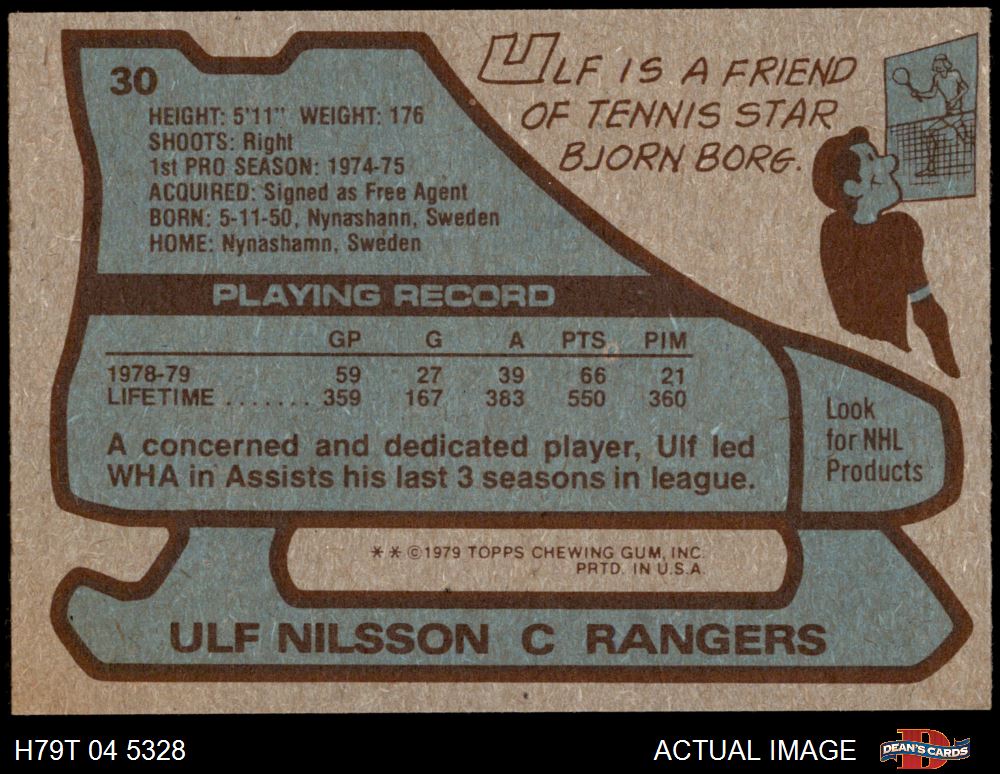 30
HEIGHT: 5'11" WEIGHT: 176
SHOOTS: Right
1st PRO SEASON: 1974-75
ACQUIRED: Signed as Free Agent
BORN: 5-11-50, Nynashann, Sweden
HOME: Nynashamn, Sweden
ULF IS A FRIEND
OF TENNIS STAR
BJORN BORG.
PLAYING RECORD
GP G A PTS PIM
1978-79 59 27 39 66 21
LIFETIME ....... 359 167 383 550 360
A concerned and dedicated player, Ulf led
WHA in Assists his last 3 seasons in league.
Look
for NHL
Products
**©1979 TOPPS CHEWING GUM, INC.
PRTD. IN U.S.A.
ULF NILSSON C RANGERS
H79T 04 5328
ACTUAL IMAGE
DEAN'S CARDS